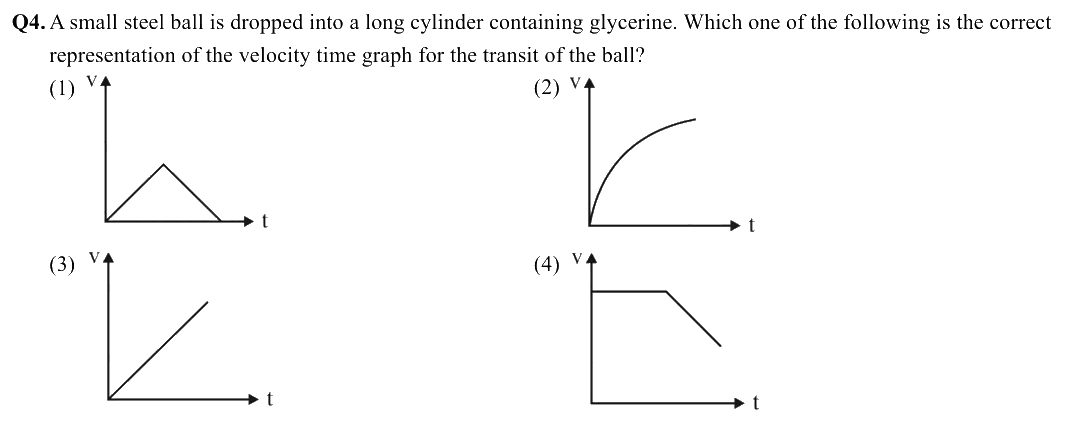 Q4. A small steel ball is dropped into a long cylinder containing glycerine. Which one of the following is the correct
representation of the velocity time graph for the transit of the ball?
(1) V t
(2) V t
(3) V t
(4) V t